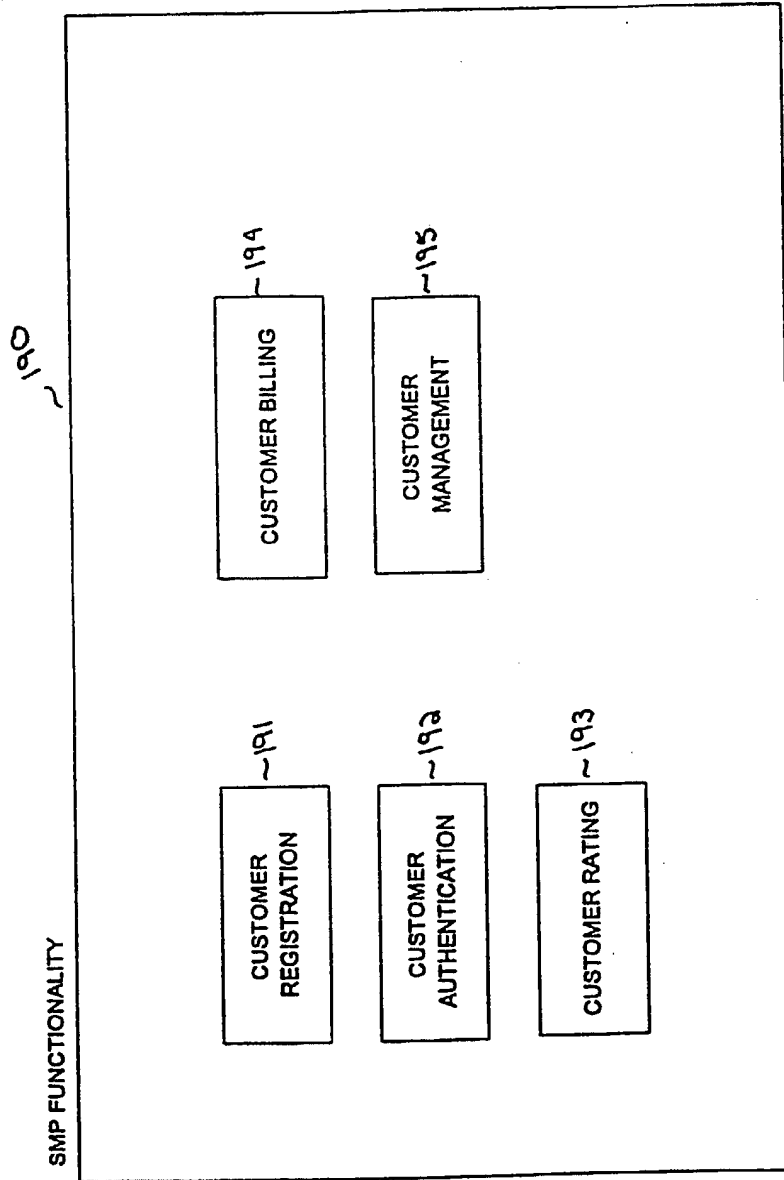 SMP FUNCTIONALITY
190
CUSTOMER
REGISTRATION
~191
CUSTOMER
AUTHENTICATION
~192
CUSTOMER RATING
~193
CUSTOMER BILLING
~194
CUSTOMER
MANAGEMENT
~195